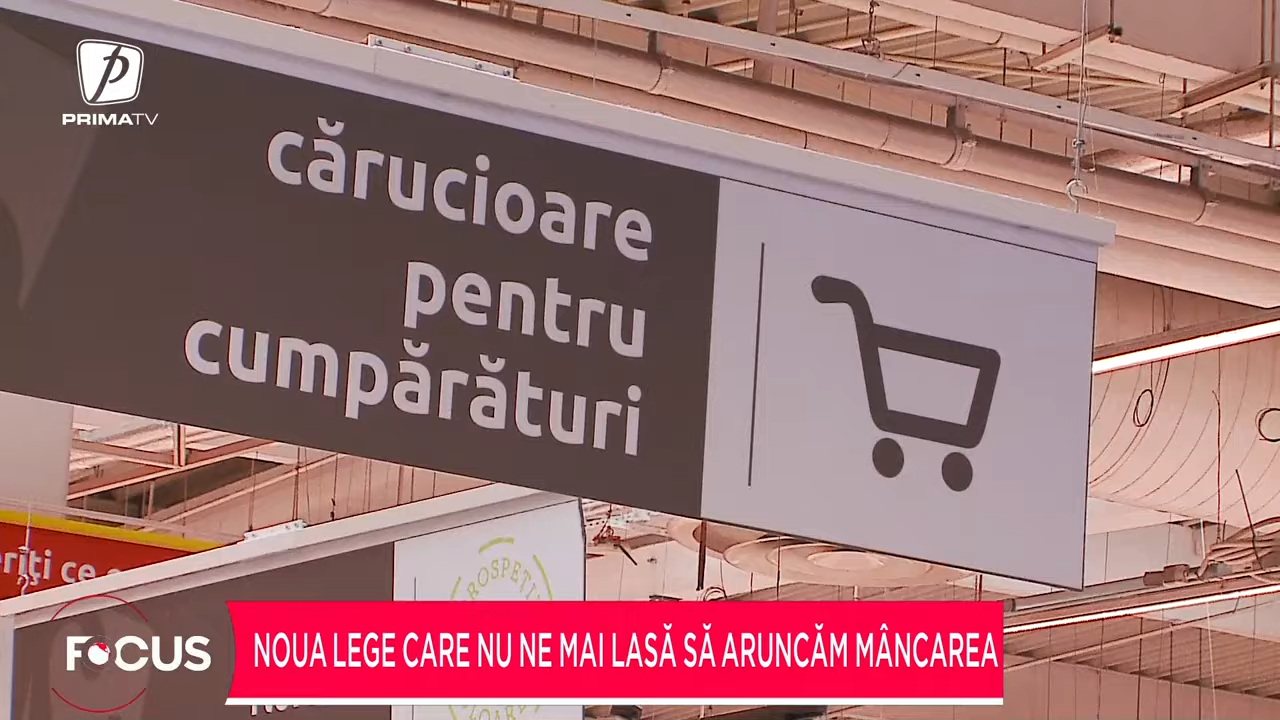 PRIMATV
cărucioare
pentru
cumpărături
FOCUS
NOUA LEGE CARE NU NE MAI LASĂ SĂ ARUNCĂM MÂNCAREA